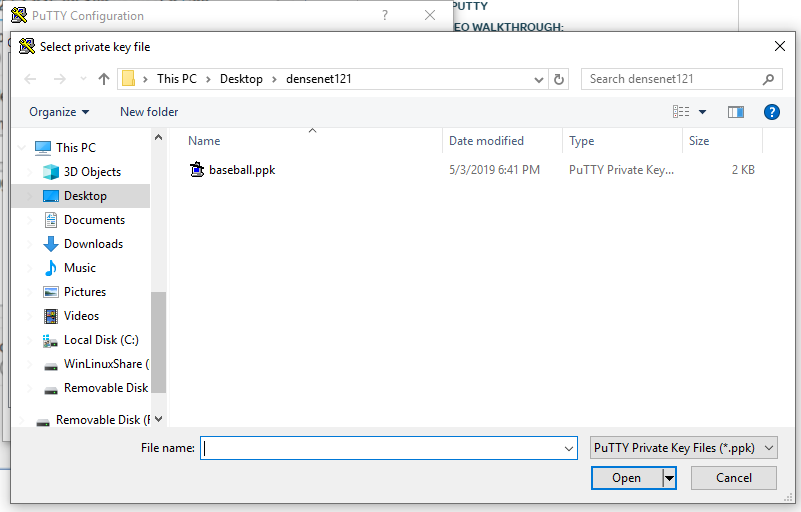 PuTTY Configuration
?
PUTTY
EO WALKTHROUGH:
Select private key file
This PC > Desktop > densenet121
Search densenet121
Organize
New folder
?
This PC
3D Objects
Desktop
Documents
Downloads
Music
Pictures
Videos
Local Disk (C:)
WinLinuxShare (
Removable Disk
Removable Disk (F
Name Date modified Type Size
baseball.ppk 5/3/2019 6:41 PM PuTTY Private Key... 2 KB
File name:
PuTTY Private Key Files (*.ppk)
Open
Cancel